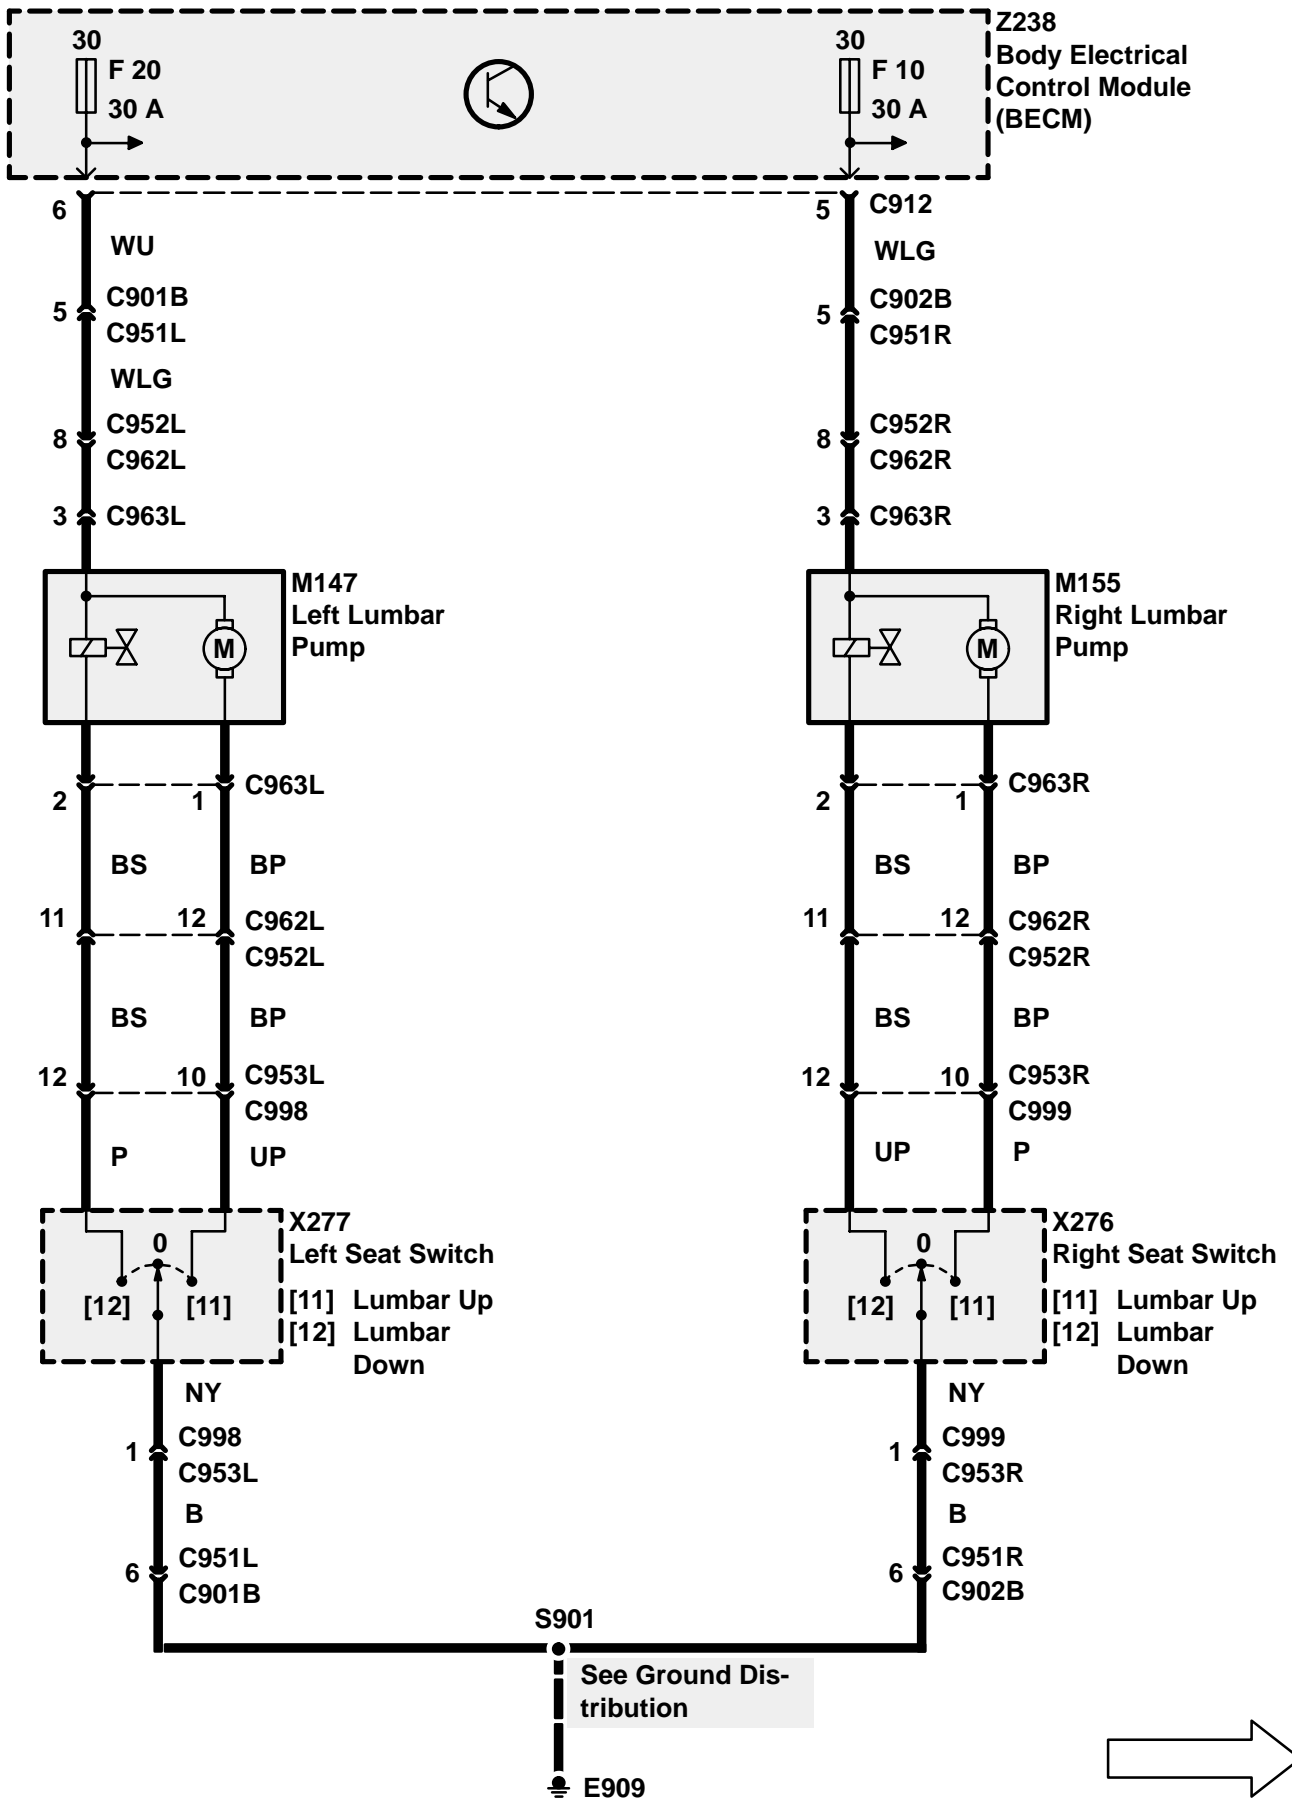 Z238
Body Electrical
Control Module
(BECM)
30
F 20
30 A
30
F 10
30 A
6
5
C912
WU
WLG
5
C901B
C951L
5
C902B
C951R
WLG
8
C952L
C962L
8
C952R
C962R
3
C963L
3
C963R
M147
Left Lumbar
Pump
M
M155
Right Lumbar
Pump
M
2
1
C963L
2
1
C963R
BS
BP
BS
BP
11
12
C962L
C952L
11
12
C962R
C952R
BS
BP
BS
BP
12
10
C953L
C998
12
10
C953R
C999
P
UP
UP
P
X277
Left Seat Switch
0
[12]
[11]
[11] Lumbar Up
[12] Lumbar
Down
X276
Right Seat Switch
0
[12]
[11]
[11] Lumbar Up
[12] Lumbar
Down
NY
NY
1
C998
C953L
1
C999
C953R
B
B
6
C951L
C901B
6
C951R
C902B
S901
See Ground Dis-
tribution
E909